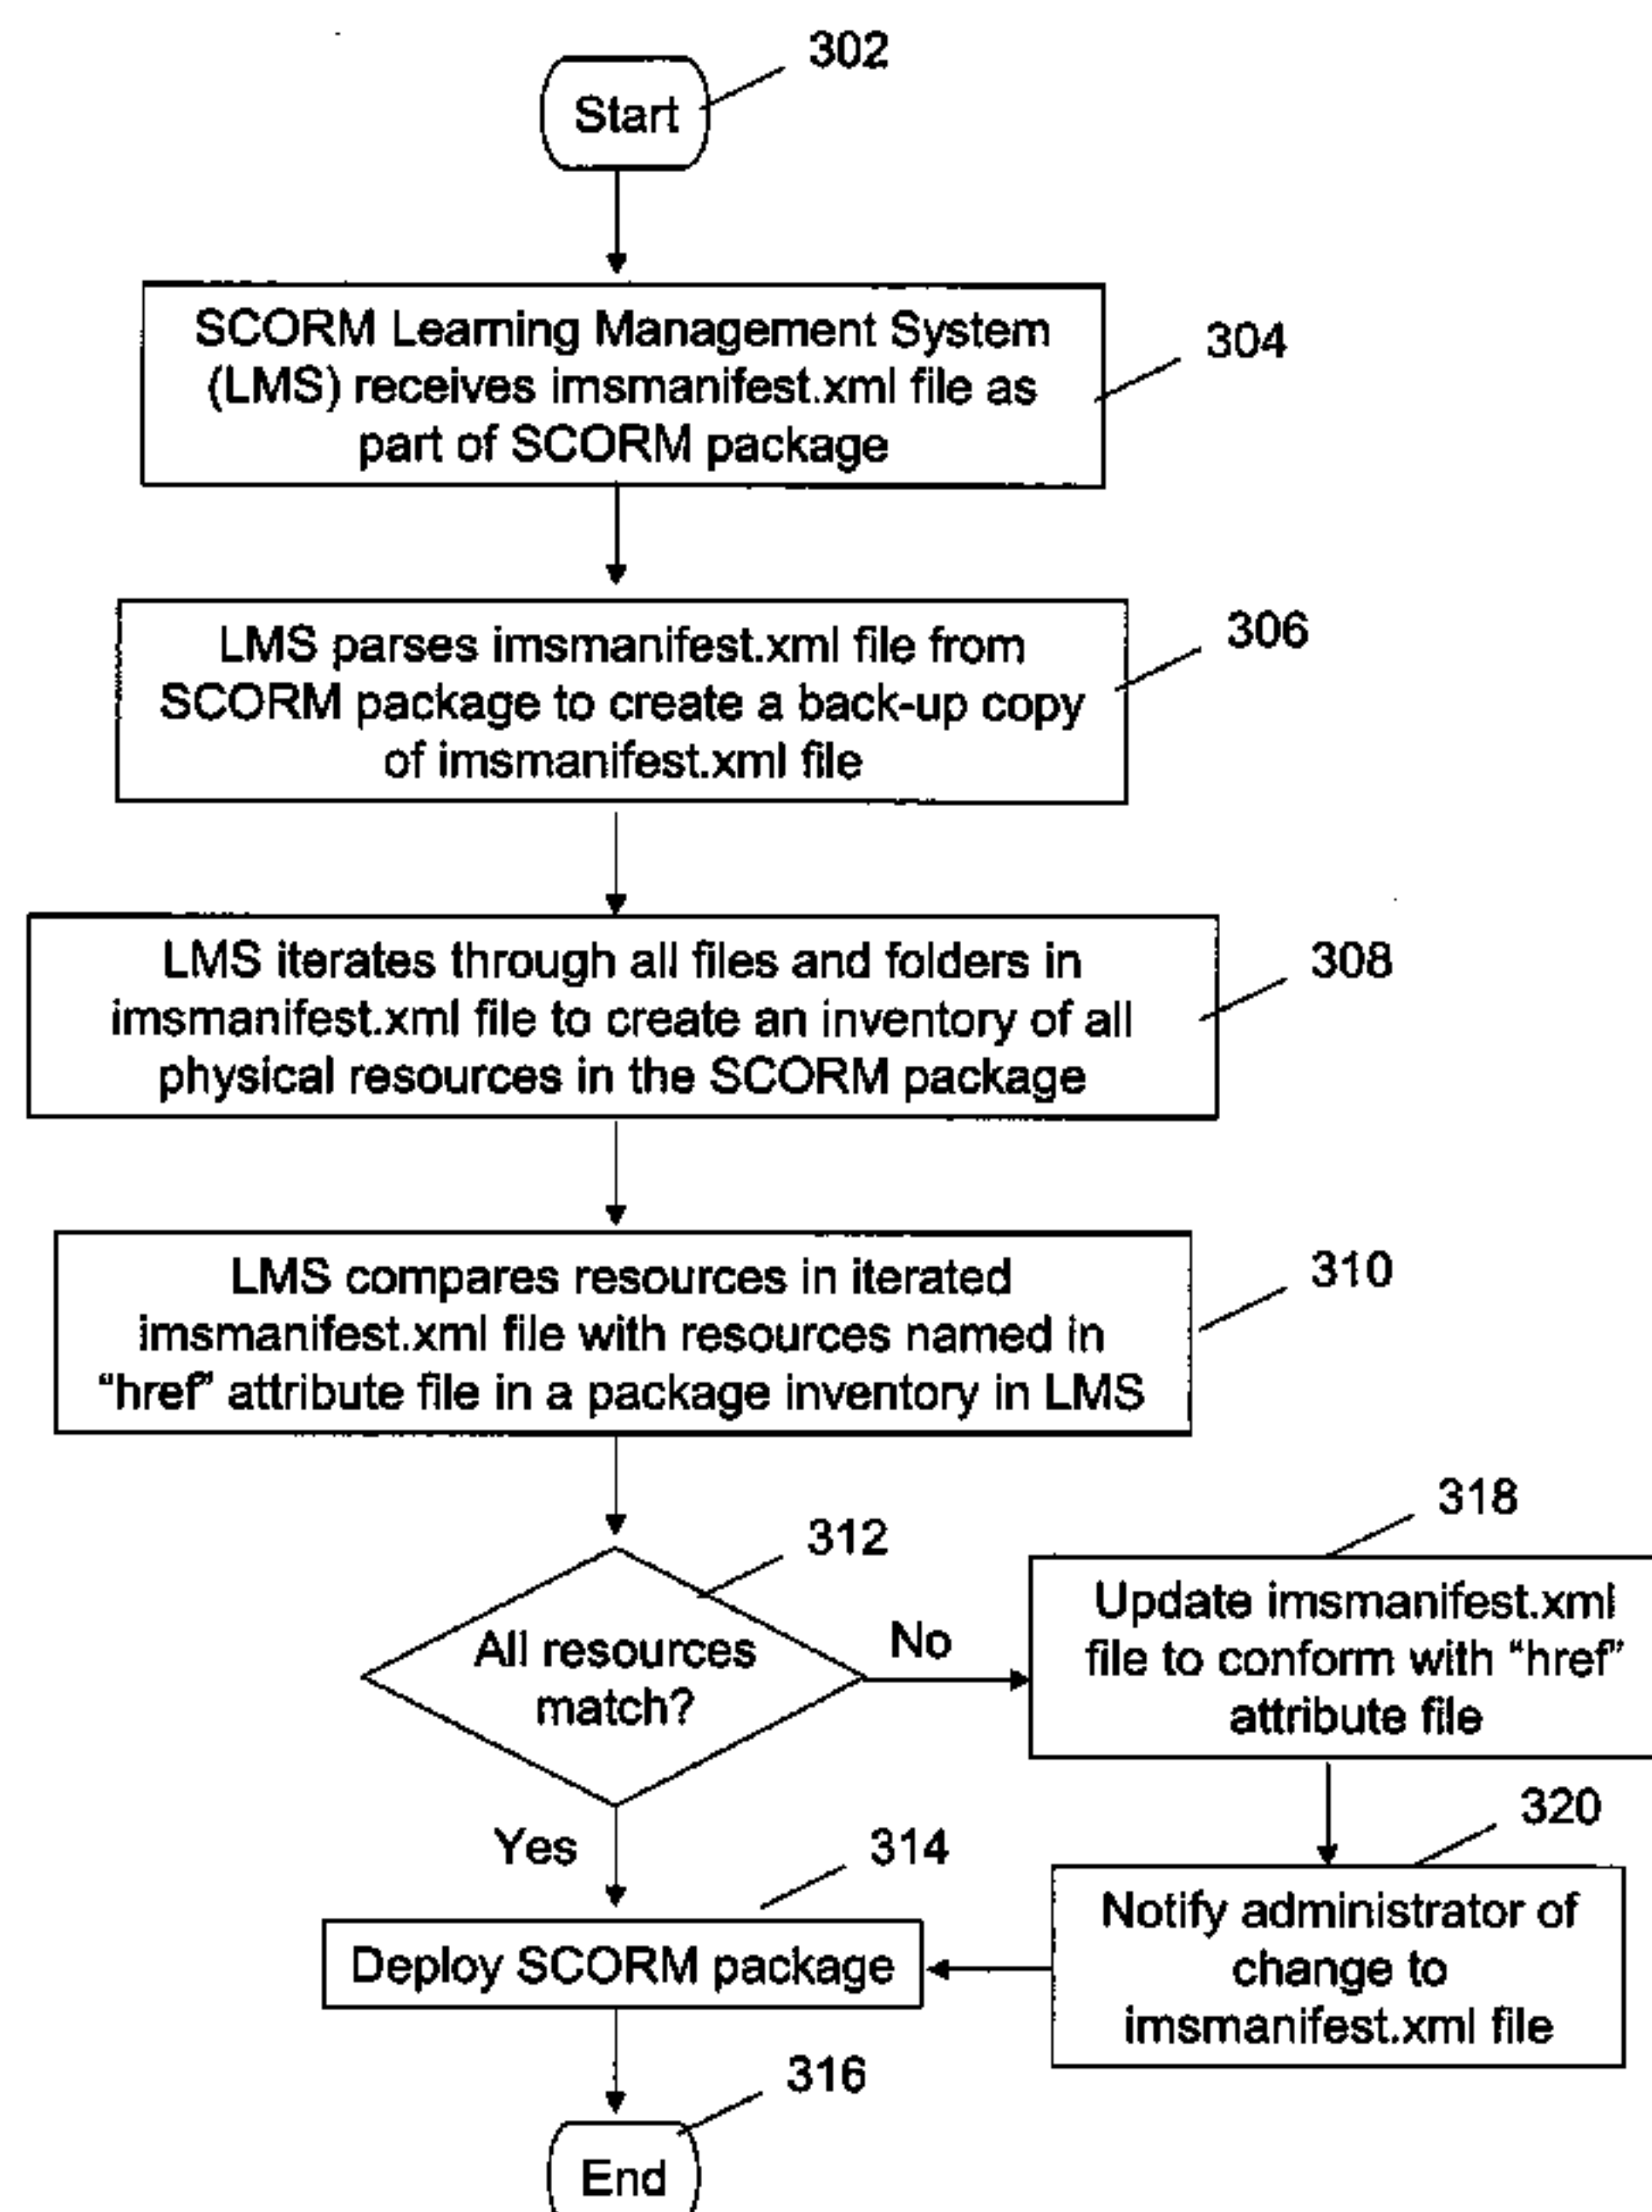 302
Start
SCORM Learning Management System
(LMS) receives imsmanifest.xml file as
part of SCORM package
304
LMS parses imsmanifest.xml file from
SCORM package to create a back-up copy
of imsmanifest.xml file
306
LMS iterates through all files and folders in
imsmanifest.xml file to create an inventory of all
physical resources in the SCORM package
308
LMS compares resources in iterated
imsmanifest.xml file with resources named in
“href” attribute file in a package inventory in LMS
310
312
All resources
match?
No
318
Update imsmanifest.xml
file to conform with “href”
attribute file
Yes
314
Deploy SCORM package
320
Notify administrator of
change to
imsmanifest.xml file
316
End